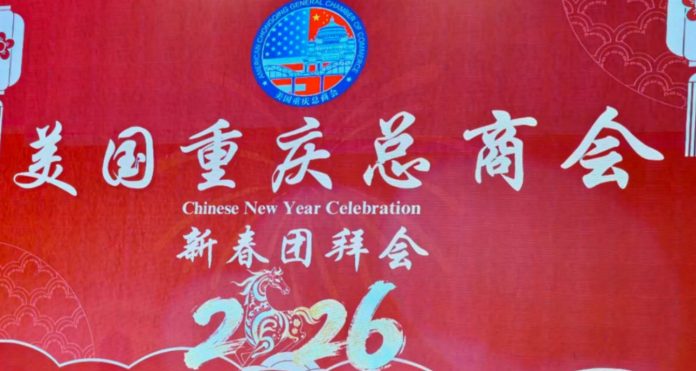 AMERICAN CHONGQING GENERAL CHAMBER OF COMMERCE
美国重庆总商会
美国重庆总商会
Chinese New Year Celebration
新春团拜会
2026